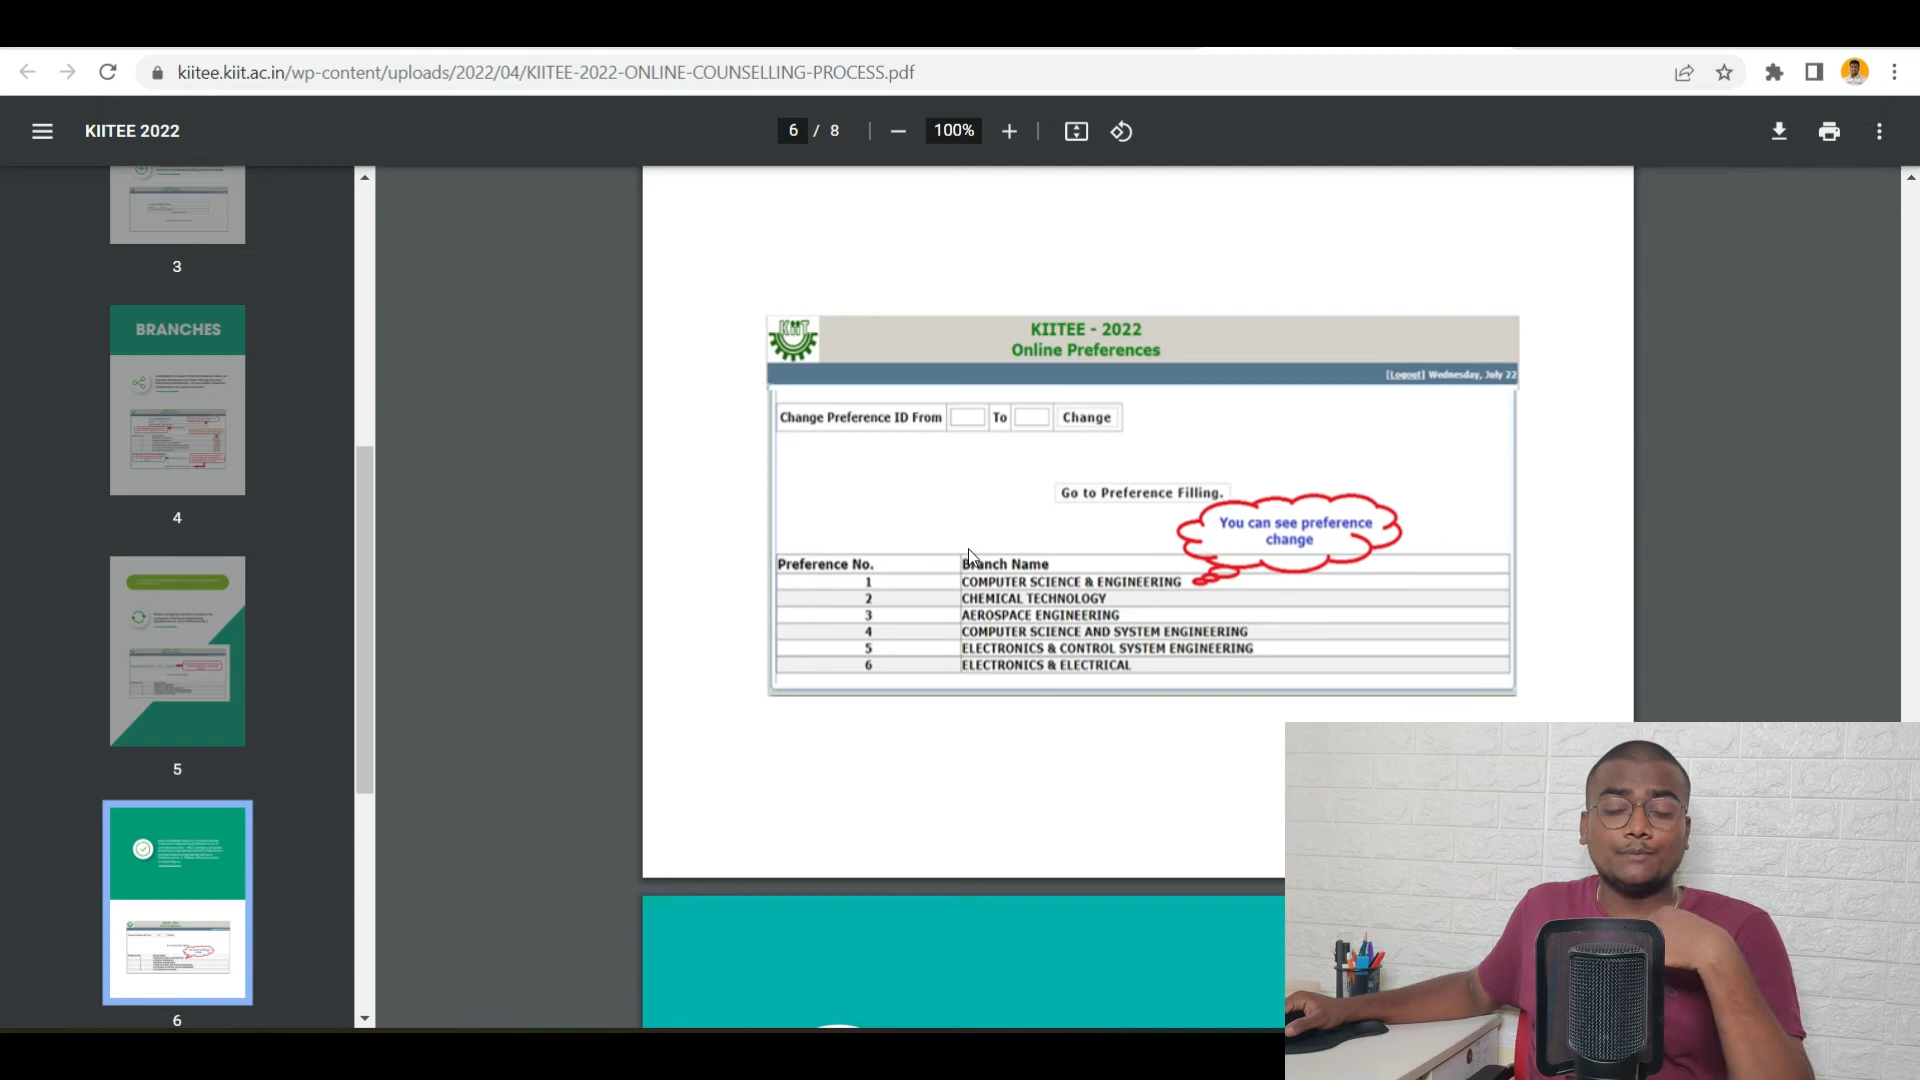 kiitee.kiit.ac.in/wp-content/uploads/2022/04/KIITEE-2022-ONLINE-COUNSELLING-PROCESS.pdf
KIITEE 2022
6 / 8
100%
3
BRANCHES
4
5
6
KIIT
KIITEE - 2022
Online Preferences
[Logout] Wednesday, July 22
Change Preference ID From To Change
Go to Preference Filling.
You can see preference
change
Preference No. Branch Name
1 COMPUTER SCIENCE & ENGINEERING
2 CHEMICAL TECHNOLOGY
3 AEROSPACE ENGINEERING
4 COMPUTER SCIENCE AND SYSTEM ENGINEERING
5 ELECTRONICS & CONTROL SYSTEM ENGINEERING
6 ELECTRONICS & ELECTRICAL